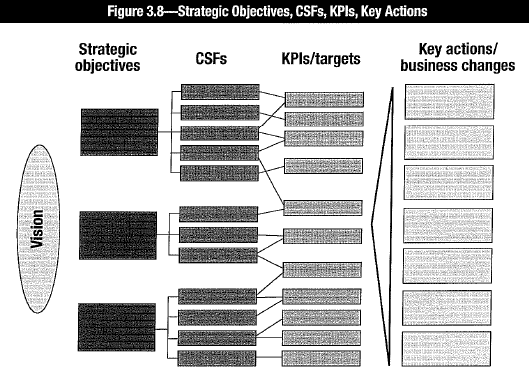 Figure 3.8—Strategic Objectives, CSFs, KPIs, Key Actions
Strategic
objectives
CSFs
KPIs/targets
Key actions/
business changes
Vision